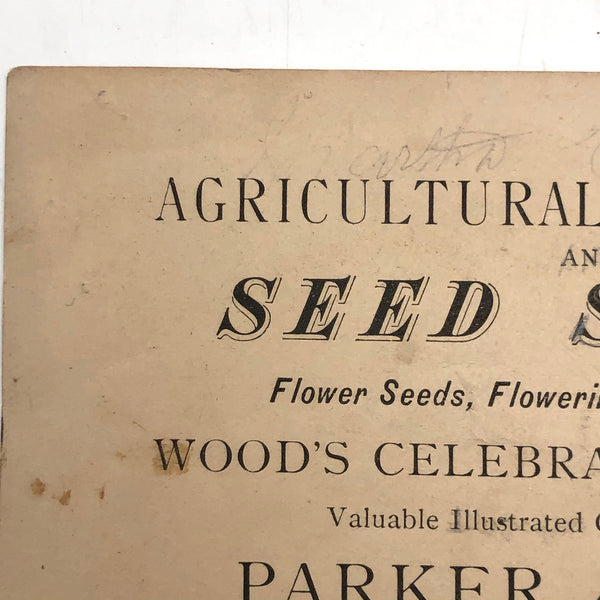 AGRICULTURAL
AN
SEED S
Flower Seeds, Floweri
WOOD'S CELEBRA
Valuable Illustrated
PARKER